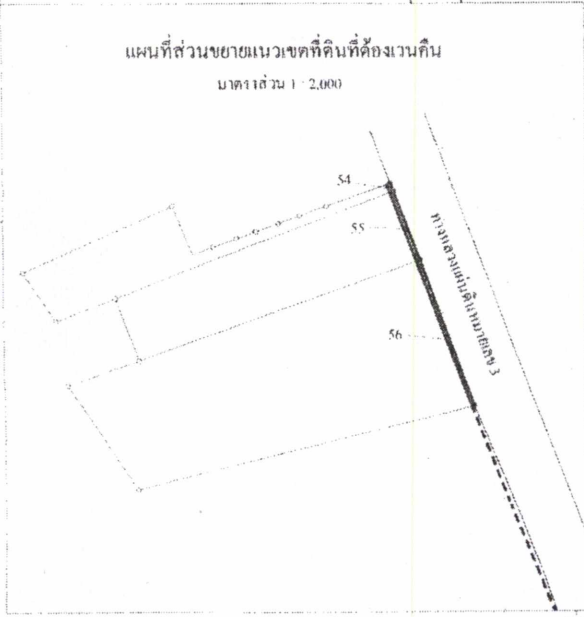 แผนที่ส่วนขยายแนวเขตที่ดินที่ต้องเวนคืน
มาตราส่วน 1 : 2,000
54
55
ทางหลวงแผ่นดินหมายเลข 3
56